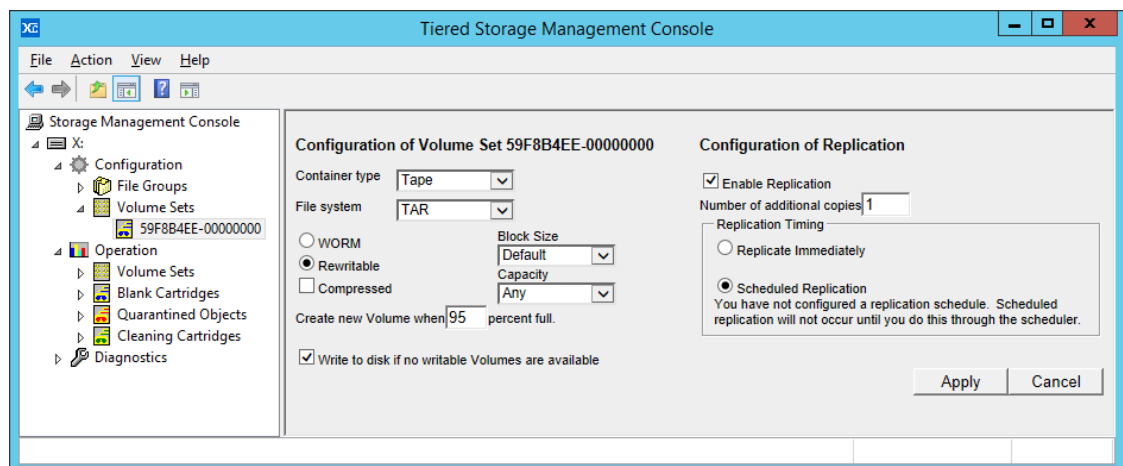 XC
Tiered Storage Management Console
File Action View Help
Storage Management Console
X:
Configuration
File Groups
Volume Sets
59F8B4EE-00000000
Operation
Volume Sets
Blank Cartridges
Quarantined Objects
Cleaning Cartridges
Diagnostics
Configuration of Volume Set 59F8B4EE-00000000
Container type Tape
File system TAR
WORM
Rewritable
Compressed
Block Size
Default
Capacity
Any
Create new Volume when 95 percent full.
Write to disk if no writable Volumes are available
Configuration of Replication
Enable Replication
Number of additional copies 1
Replication Timing
Replicate Immediately
Scheduled Replication
You have not configured a replication schedule. Scheduled
replication will not occur until you do this through the scheduler.
Apply Cancel